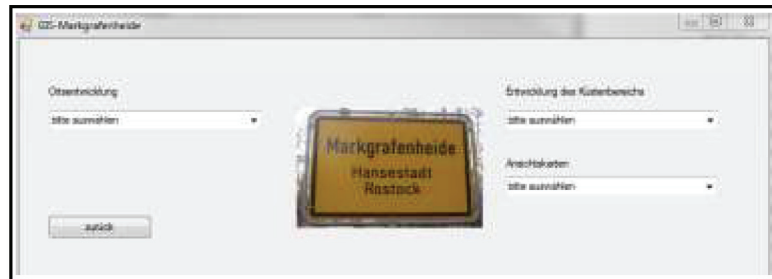 GIS-Markgrafenheide
Ortsentwicklung
bitte auswählen
Markgrafenheide
Hansestadt
Rostock
Entwicklung des Küstenbereichs
bitte auswählen
Ansichtskarten
bitte auswählen
zurück